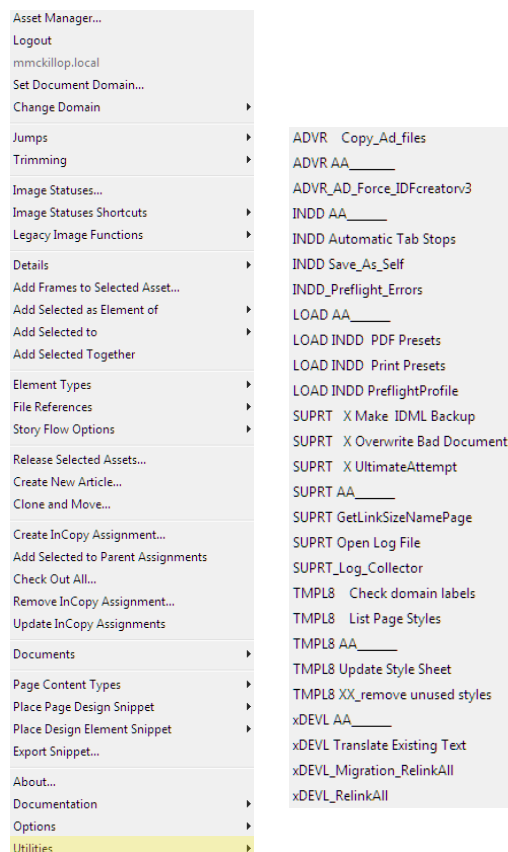 Asset Manager...
Logout
mmckillop.local
Set Document Domain...
Change Domain
Jumps
Trimming
Image Statuses...
Image Statuses Shortcuts
Legacy Image Functions
Details
Add Frames to Selected Asset...
Add Selected as Element of
Add Selected to
Add Selected Together
Element Types
File References
Story Flow Options
Release Selected Assets...
Create New Article...
Clone and Move...
Create InCopy Assignment...
Add Selected to Parent Assignments
Check Out All...
Remove InCopy Assignment...
Update InCopy Assignments
Documents
Page Content Types
Place Page Design Snippet
Place Design Element Snippet
Export Snippet...
About...
Documentation
Options
Utilities
ADVR   Copy_Ad_files
ADVR AA_______
ADVR_AD_Force_IDFcreatorv3
INDD AA______
INDD Automatic Tab Stops
INDD Save_As_Self
INDD_Preflight_Errors
LOAD AA______
LOAD INDD  PDF Presets
LOAD INDD  Print Presets
LOAD INDD PreflightProfile
SUPRT   X Make  IDML Backup
SUPRT   X Overwrite Bad Document
SUPRT   X UltimateAttempt
SUPRT AA______
SUPRT GetLinkSizeNamePage
SUPRT Open Log File
SUPRT_Log_Collector
TMPL8   Check domain labels
TMPL8   List Page Styles
TMPL8 AA______
TMPL8 Update Style Sheet
TMPL8 XX_remove unused styles
xDEVL AA______
xDEVL Translate Existing Text
xDEVL_Migration_RelinkAll
xDEVL_RelinkAll